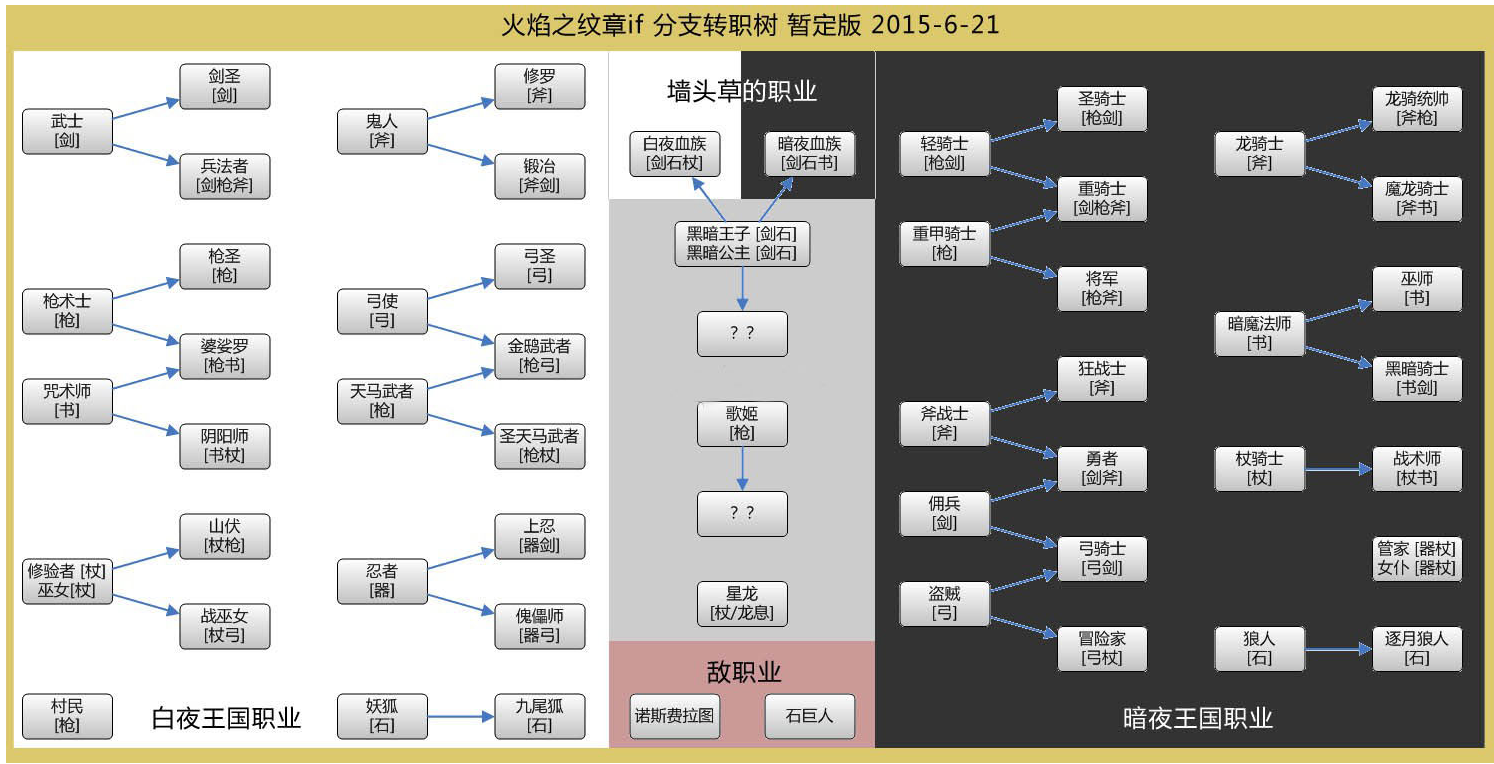 火焰之纹章if 分支转职树 暂定版 2015-6-21
武士
[剑]
剑圣
[剑]
兵法者
[剑枪斧]
枪术士
[枪]
枪圣
[枪]
婆娑罗
[枪书]
咒术师
[书]
阴阳师
[书杖]
修验者 [杖]
巫女[杖]
山伏
[杖枪]
战巫女
[杖弓]
村民
[枪]
白夜王国职业
鬼人
[斧]
修罗
[斧]
锻冶
[斧剑]
弓使
[弓]
弓圣
[弓]
金鸱武者
[枪弓]
天马武者
[枪]
圣天马武者
[枪杖]
忍者
[器]
上忍
[器剑]
傀儡师
[器弓]
妖狐
[石]
九尾狐
[石]
墙头草的职业
白夜血族
[剑石杖]
暗夜血族
[剑石书]
黑暗王子 [剑石]
黑暗公主 [剑石]
？？
歌姬
[枪]
？？
星龙
[杖/龙息]
敌职业
诺斯费拉图
石巨人
轻骑士
[枪剑]
圣骑士
[枪剑]
重骑士
[剑枪斧]
重甲骑士
[枪]
将军
[枪斧]
斧战士
[斧]
狂战士
[斧]
勇者
[剑斧]
佣兵
[剑]
弓骑士
[弓剑]
盗贼
[弓]
冒险家
[弓杖]
龙骑士
[斧]
龙骑统帅
[斧枪]
魔龙骑士
[斧书]
暗魔法师
[书]
巫师
[书]
黑暗骑士
[书剑]
杖骑士
[杖]
战术师
[杖书]
管家 [器杖]
女仆 [器杖]
狼人
[石]
逐月狼人
[石]
暗夜王国职业